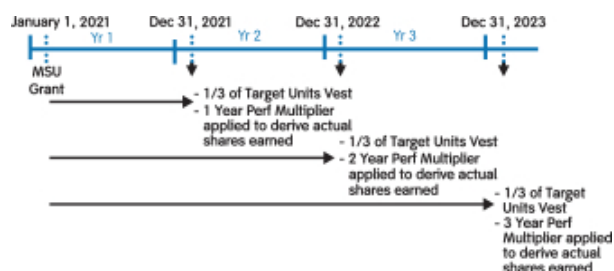 January 1, 2021 Dec 31, 2021 Dec 31, 2022 Dec 31, 2023
Yr 1 Yr 2 Yr 3
MSU
Grant
- 1/3 of Target Units Vest
- 1 Year Perf Multiplier
applied to derive actual
shares earned
- 1/3 of Target Units Vest
- 2 Year Perf Multiplier
applied to derive actual
shares earned
- 1/3 of Target
Units Vest
- 3 Year Perf
Multiplier applied
to derive actual
shares earned